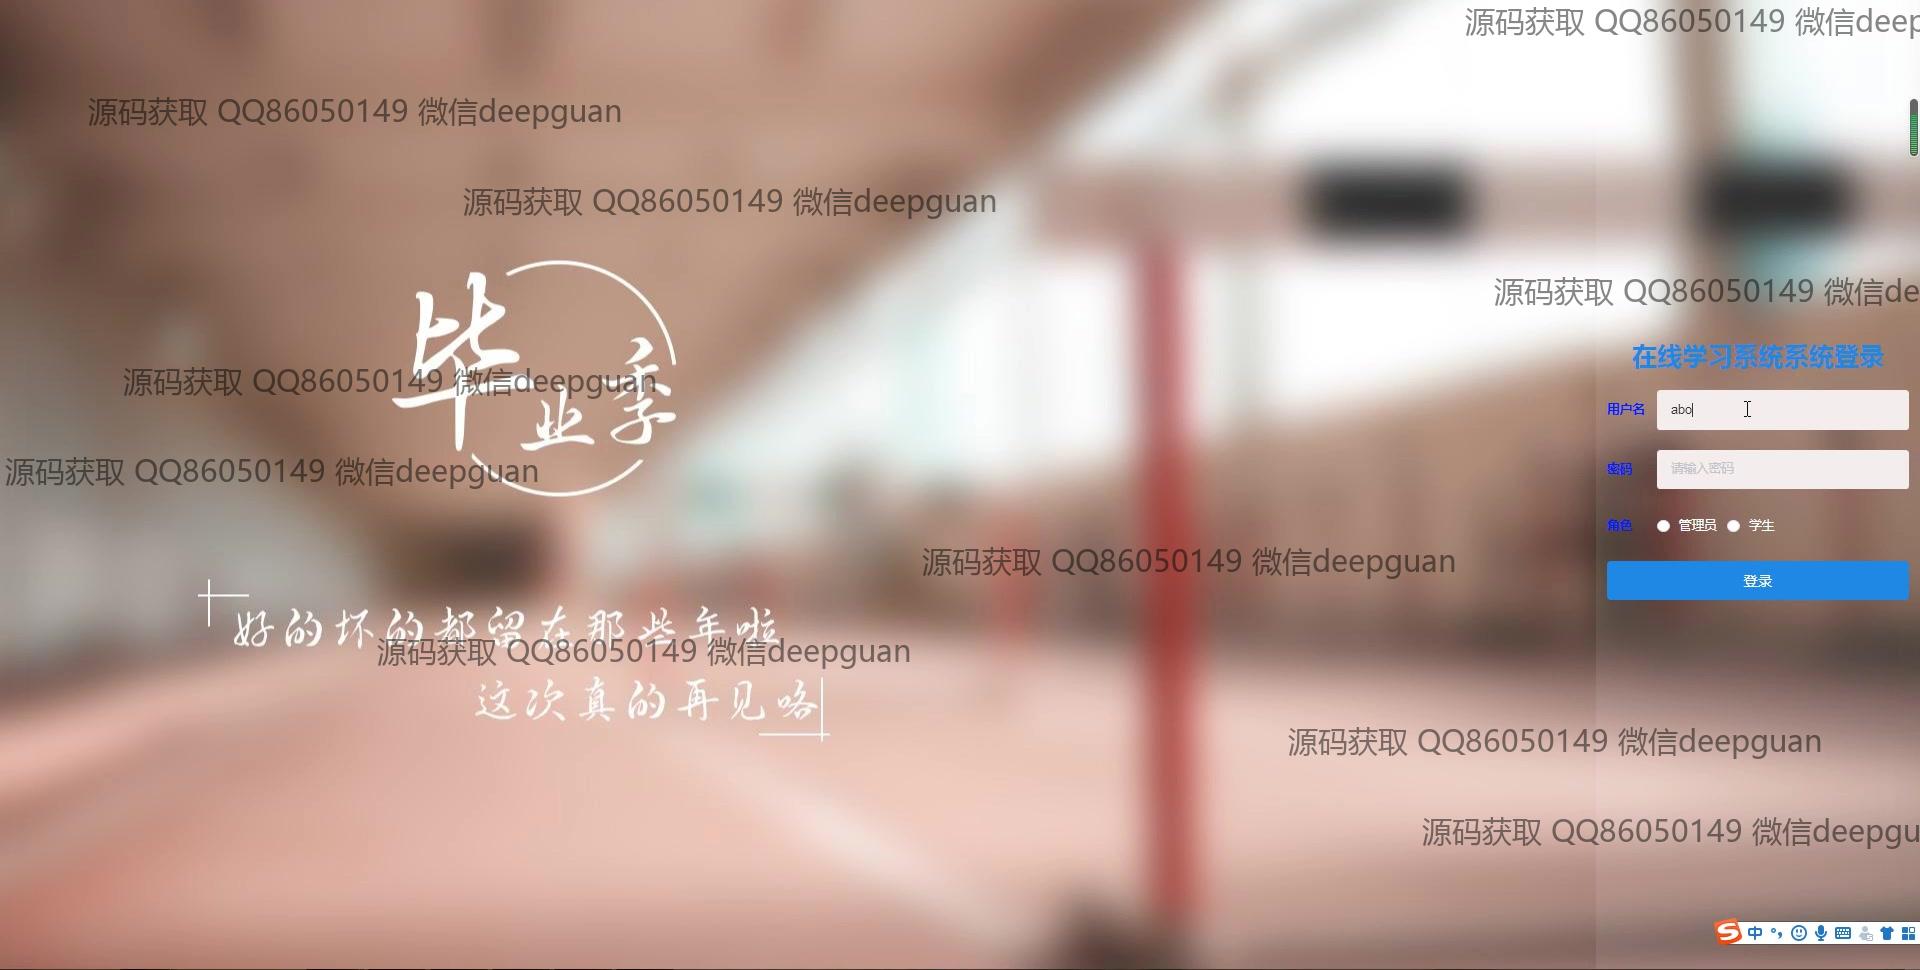 源码获取 QQ86050149 微信deep
源码获取 QQ86050149 微信deepguan
源码获取 QQ86050149 微信deepguan
源码获取 QQ86050149 微信de
毕业季
在线学习系统系统登录
源码获取 QQ86050149 微信deepguan
用户名 abo
源码获取 QQ86050149 微信deepguan
密码 请输入密码
角色 管理员 学生
源码获取 QQ86050149 微信deepguan
登录
好的坏的都留在那些年啦
源码获取 QQ86050149 微信deepguan
这次真的再见咯
源码获取 QQ86050149 微信deepguan
源码获取 QQ86050149 微信deepgu
S 中